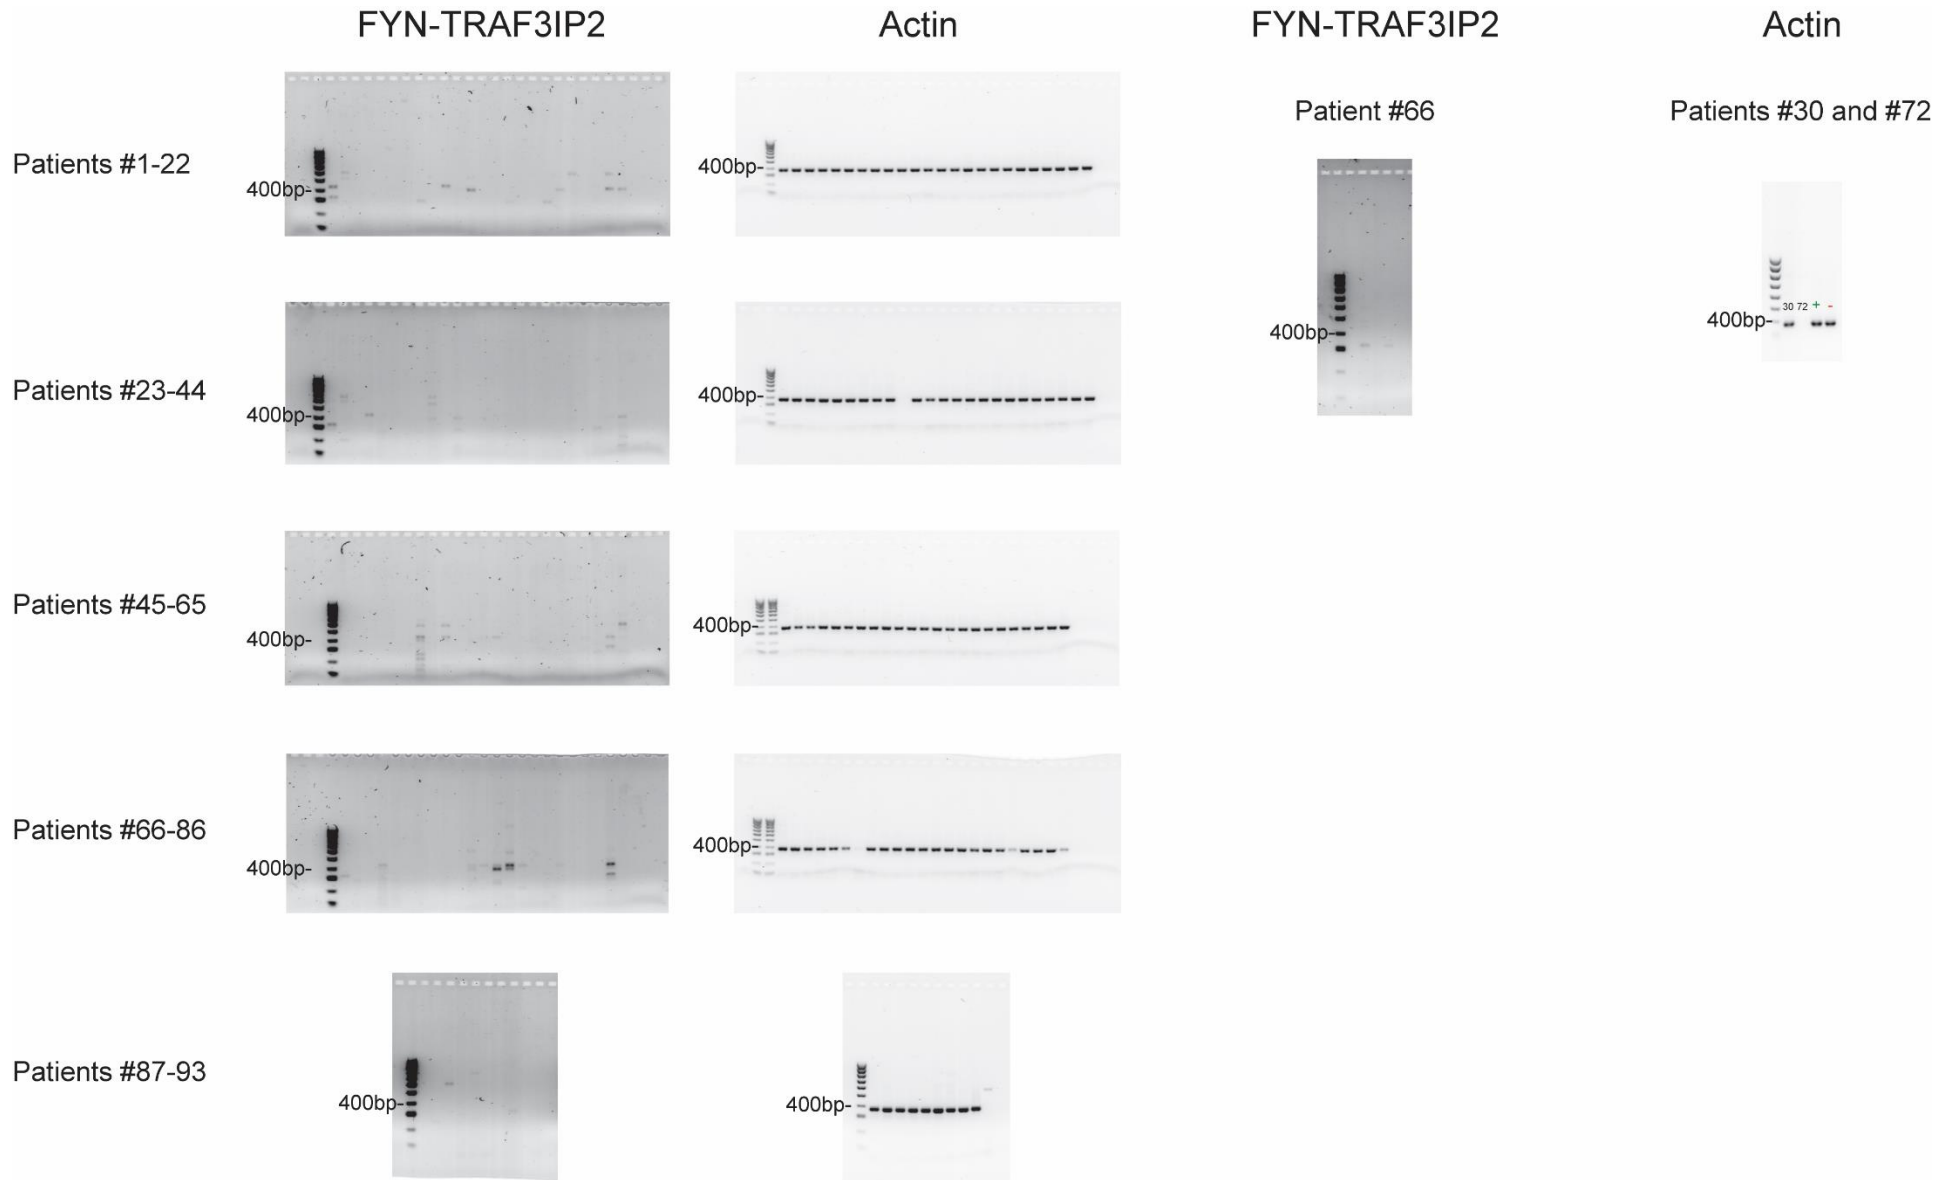 FYN-TRAF3IP2 Actin FYN-TRAF3IP2 Actin
Patient #66 Patients #30 and #72
Patients #1-22 400bp- 400bp-
30 72 + -
400bp- 400bp-
Patients #23-44 400bp- 400bp-
Patients #45-65 400bp- 400bp-
Patients #66-86 400bp- 400bp-
Patients #87-93 400bp- 400bp-